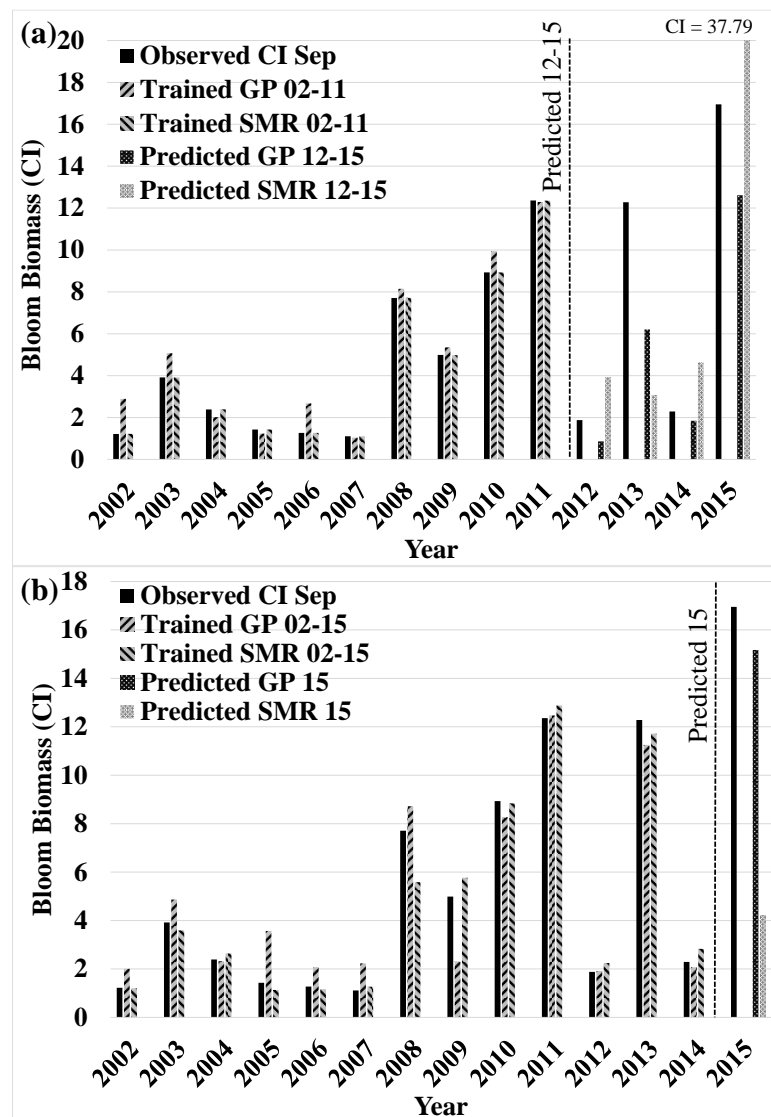 (a)
CI = 37.79
Observed CI Sep
Trained GP 02-11
Trained SMR 02-11
Predicted GP 12-15
Predicted SMR 12-15
Predicted 12-15
Bloom Biomass (CI)
20
18
16
14
12
10
8
6
4
2
0
2002 2003 2004 2005 2006 2007 2008 2009 2010 2011 2012 2013 2014 2015
Year
(b)
Observed CI Sep
Trained GP 02-15
Trained SMR 02-15
Predicted GP 15
Predicted SMR 15
Predicted 15
Bloom Biomass (CI)
18
16
14
12
10
8
6
4
2
0
2002 2003 2004 2005 2006 2007 2008 2009 2010 2011 2012 2013 2014 2015
Year